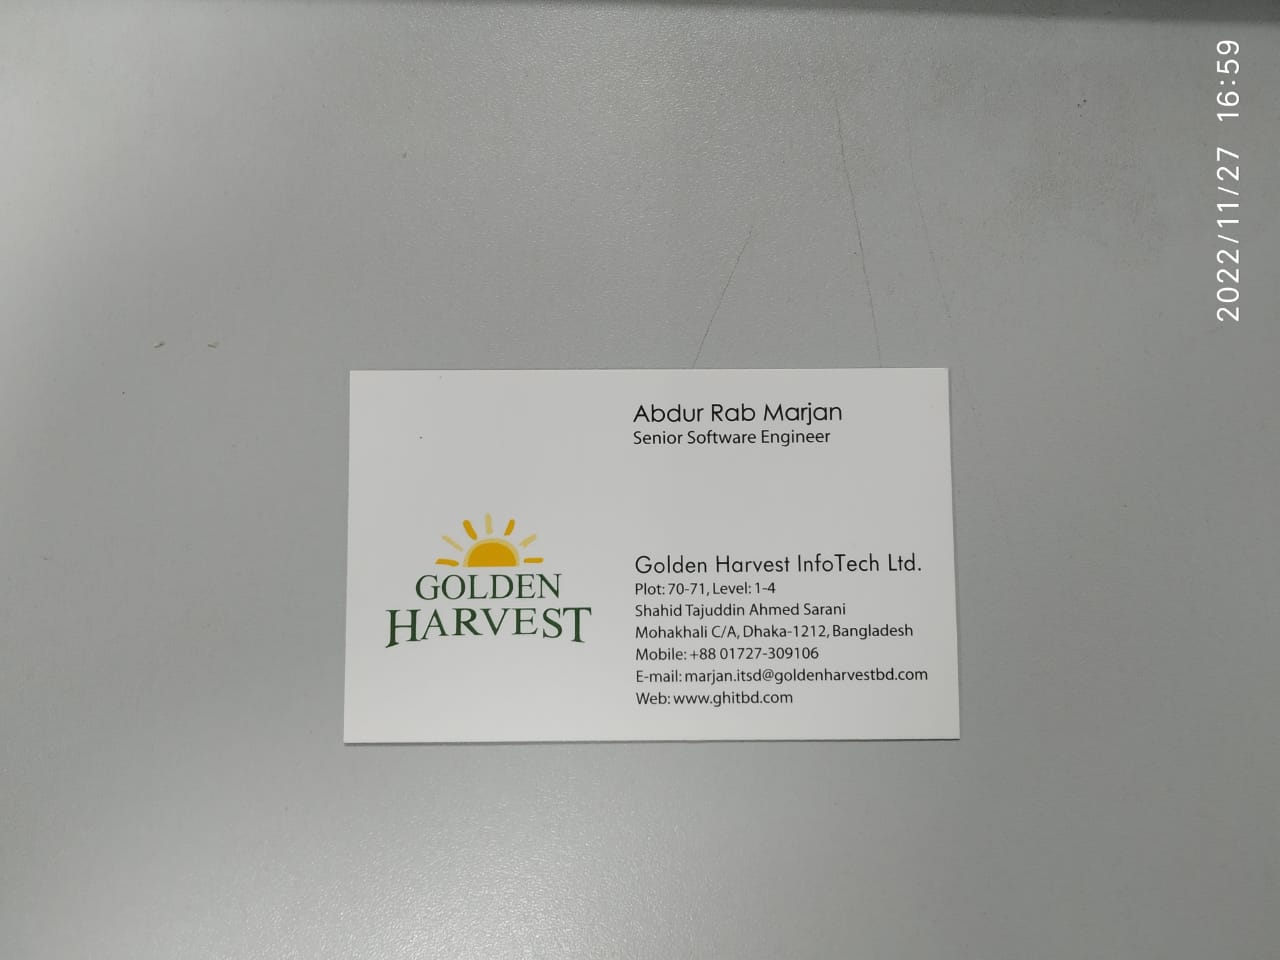 2022/11/27 16:59
Abdur Rab Marjan
Senior Software Engineer
GOLDEN
HARVEST
Golden Harvest InfoTech Ltd.
Plot: 70-71, Level: 1-4
Shahid Tajuddin Ahmed Sarani
Mohakhali C/A, Dhaka-1212, Bangladesh
Mobile: +88 01727-309106
E-mail: marjan.itsd@goldenharvestbd.com
Web: www.ghitbd.com